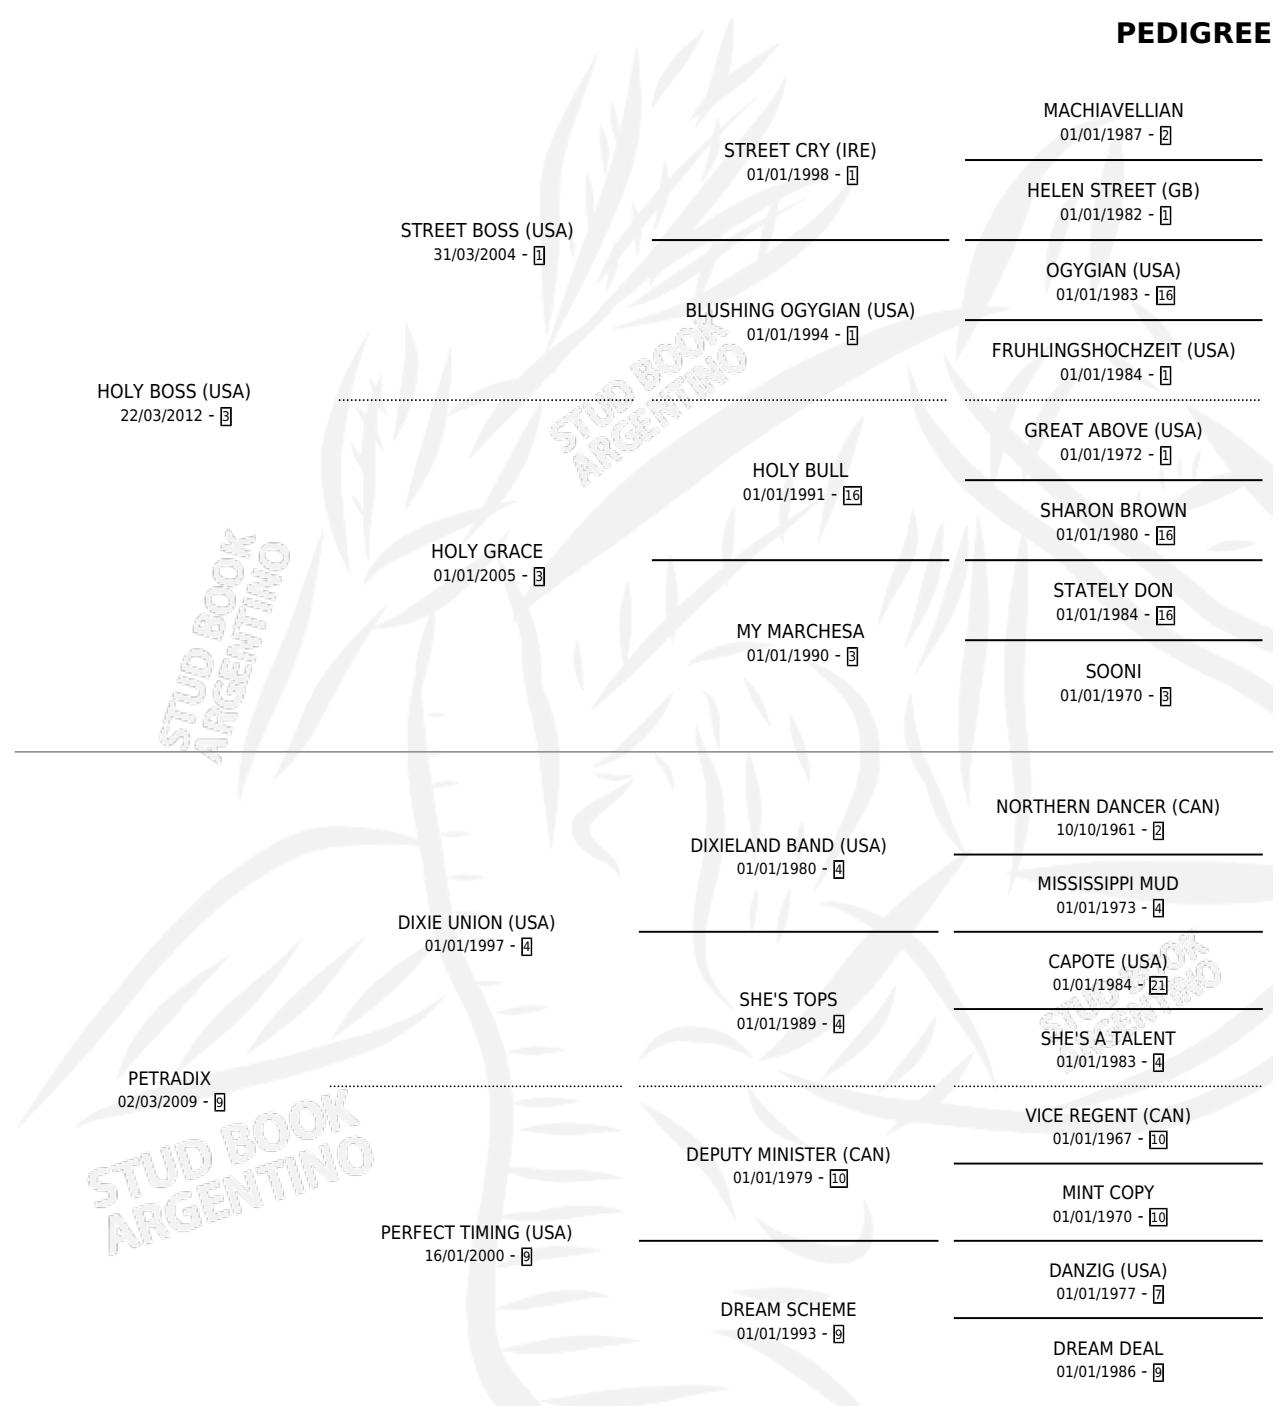 PEDIGREE
MACHIAVELLIAN
01/01/1987 - 2
STREET CRY (IRE)
01/01/1998 - 1
HELEN STREET (GB)
01/01/1982 - 1
STREET BOSS (USA)
31/03/2004 - 1
OGYGIAN (USA)
01/01/1983 - 16
BLUSHING OGYGIAN (USA)
01/01/1994 - 1
FRUHLINGSHOCHZEIT (USA)
01/01/1984 - 1
HOLY BOSS (USA)
22/03/2012 - 3
GREAT ABOVE (USA)
01/01/1972 - 1
HOLY BULL
01/01/1991 - 16
SHARON BROWN
01/01/1980 - 16
HOLY GRACE
01/01/2005 - 3
STATELY DON
01/01/1984 - 16
MY MARCHESA
01/01/1990 - 3
SOONI
01/01/1970 - 3
NORTHERN DANCER (CAN)
10/10/1961 - 2
DIXIELAND BAND (USA)
01/01/1980 - 4
MISSISSIPPI MUD
01/01/1973 - 4
DIXIE UNION (USA)
01/01/1997 - 4
CAPOTE (USA)
01/01/1984 - 21
SHE'S TOPS
01/01/1989 - 4
SHE'S A TALENT
01/01/1983 - 4
PETRADIX
02/03/2009 - 9
VICE REGENT (CAN)
01/01/1967 - 10
DEPUTY MINISTER (CAN)
01/01/1979 - 10
MINT COPY
01/01/1970 - 10
PERFECT TIMING (USA)
16/01/2000 - 9
DANZIG (USA)
01/01/1977 - 7
DREAM SCHEME
01/01/1993 - 9
DREAM DEAL
01/01/1986 - 9
STUD BOOK
ARGENTINO
STUD BOOK
ARGENTINO
STUD BOOK
ARGENTINO
STUD BOOK
ARGENTINO